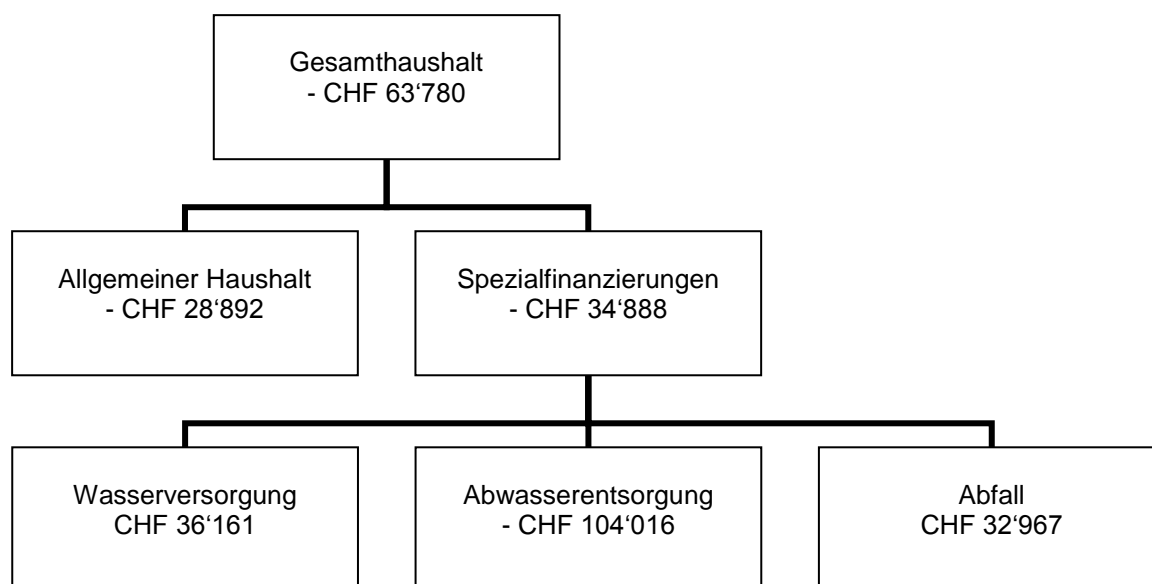 Gesamthaushalt
- CHF 63‘780
Allgemeiner Haushalt
- CHF 28‘892
Spezialfinanzierungen
- CHF 34‘888
Wasserversorgung
CHF 36‘161
Abwasserentsorgung
- CHF 104‘016
Abfall
CHF 32‘967